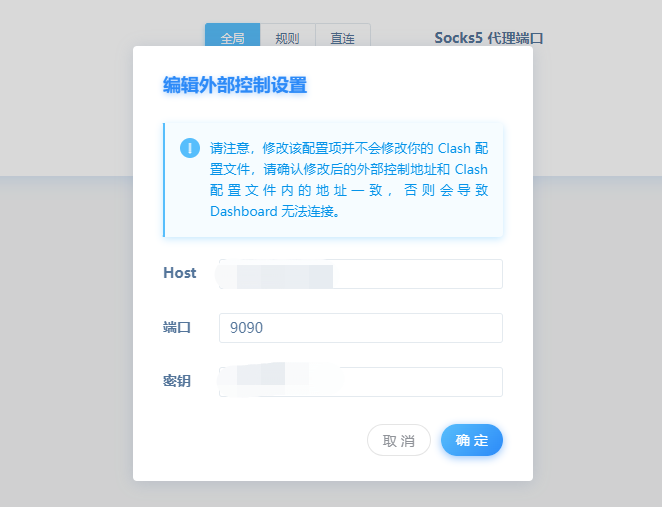 全局 规则 直连 Socks5 代理端口
编辑外部控制设置
请注意，修改该配置项并不会修改你的 Clash 配
置文件，请确认修改后的外部控制地址和 Clash
配置文件内的地址一致，否则会导致
Dashboard 无法连接。
Host
端口 9090
密钥
取 消 确 定